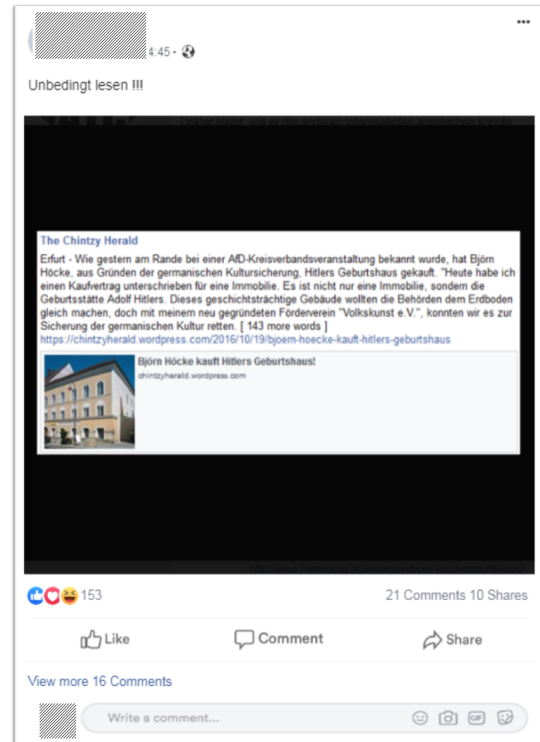 4:45 ·
Unbedingt lesen !!!
The Chintzy Herald
Erfurt - Wie gestern am Rande bei einer AfD-Kreisverbandsveranstaltung bekannt wurde, hat Björn
Höcke, aus Gründen der germanischen Kultursicherung, Hitlers Geburtshaus gekauft. "Heute habe ich
einen Kaufvertrag unterschrieben für eine Immobilie. Es ist nicht nur eine Immobilie, sondern die
Geburtsstätte Adolf Hitlers. Dieses geschichtsträchtige Gebäude wollten die Behörden dem Erdboden
gleich machen, doch mit meinem neu gegründeten Förderverein "Volkskunst e.V.", konnten wir es zur
Sicherung der germanischen Kultur retten. [ 143 more words ]
https://chintzyherald.wordpress.com/2016/10/19/bjoern-hoecke-kauft-hitlers-geburtshaus
Björn Höcke kauft Hitlers Geburtshaus!
chintzyherald.wordpress.com
153
21 Comments 10 Shares
Like Comment Share
View more 16 Comments
Write a comment...
GIF